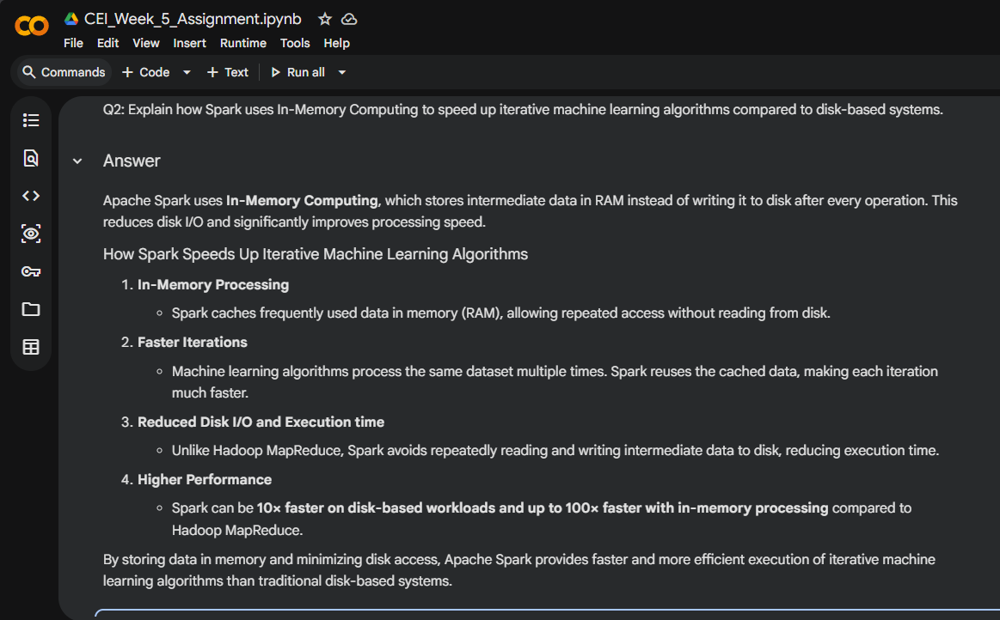 CEI_Week_5_Assignment.ipynb
File Edit View Insert Runtime Tools Help
Commands + Code + Text Run all
Q2: Explain how Spark uses In-Memory Computing to speed up iterative machine learning algorithms compared to disk-based systems.
Answer
Apache Spark uses In-Memory Computing, which stores intermediate data in RAM instead of writing it to disk after every operation. This
reduces disk I/O and significantly improves processing speed.
How Spark Speeds Up Iterative Machine Learning Algorithms
1. In-Memory Processing
◦ Spark caches frequently used data in memory (RAM), allowing repeated access without reading from disk.
2. Faster Iterations
◦ Machine learning algorithms process the same dataset multiple times. Spark reuses the cached data, making each iteration
much faster.
3. Reduced Disk I/O and Execution time
◦ Unlike Hadoop MapReduce, Spark avoids repeatedly reading and writing intermediate data to disk, reducing execution time.
4. Higher Performance
◦ Spark can be 10× faster on disk-based workloads and up to 100× faster with in-memory processing compared to
Hadoop MapReduce.
By storing data in memory and minimizing disk access, Apache Spark provides faster and more efficient execution of iterative machine
learning algorithms than traditional disk-based systems.